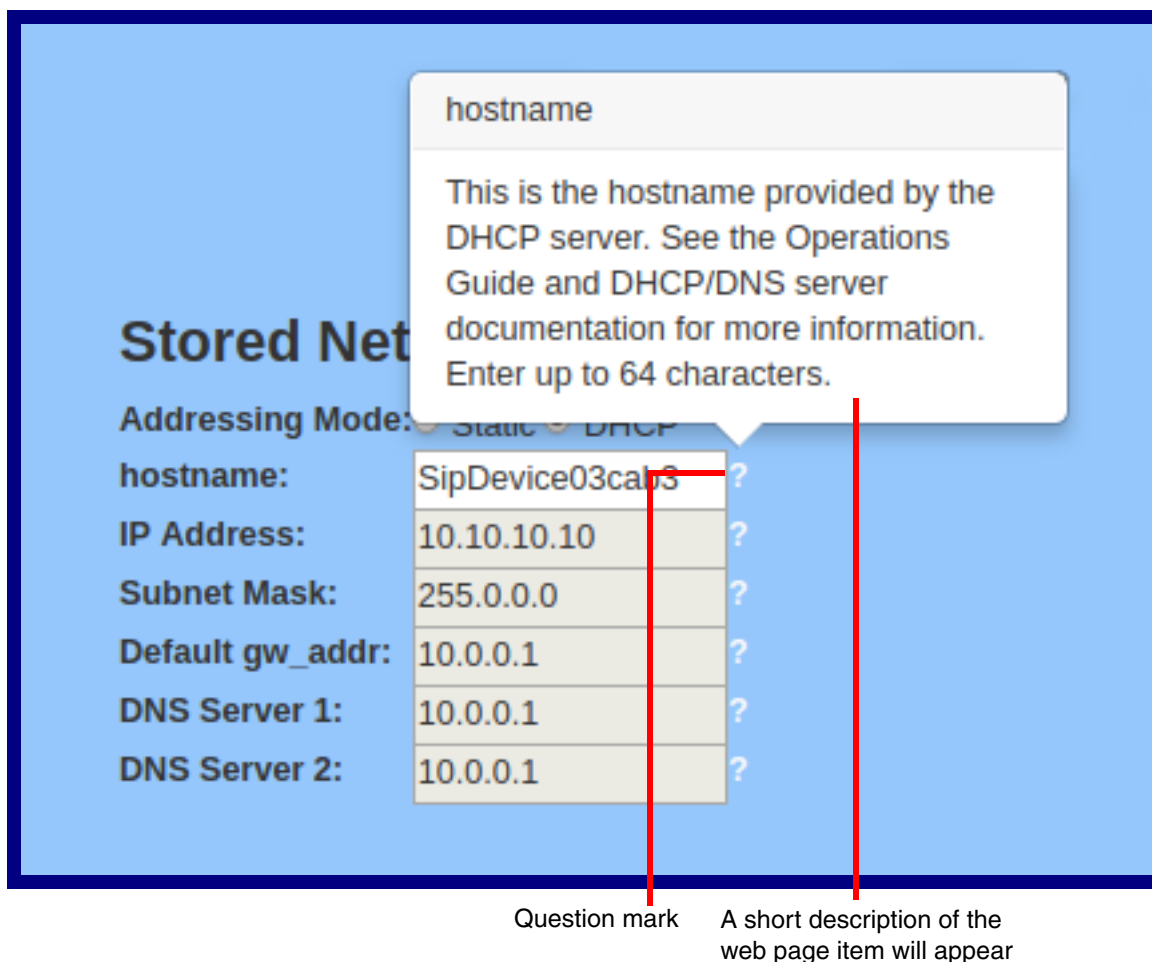 hostname
This is the hostname provided by the
DHCP server. See the Operations
Guide and DHCP/DNS server
documentation for more information.
Enter up to 64 characters.
Stored Net
Addressing Mode: Static DHCP
hostname: SipDevice03cab3 ?
IP Address: 10.10.10.10 ?
Subnet Mask: 255.0.0.0 ?
Default gw_addr: 10.0.0.1 ?
DNS Server 1: 10.0.0.1 ?
DNS Server 2: 10.0.0.1 ?
Question mark
A short description of the
web page item will appear